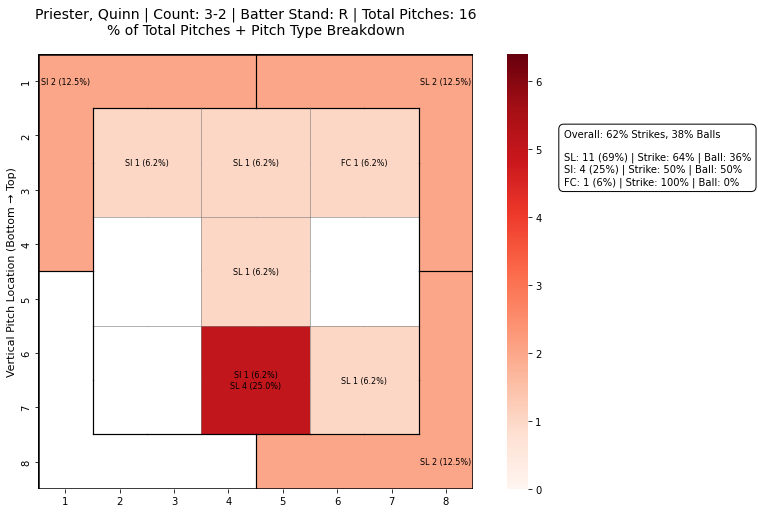 Priester, Quinn | Count: 3-2 | Batter Stand: R | Total Pitches: 16
% of Total Pitches + Pitch Type Breakdown
Vertical Pitch Location (Bottom → Top)
1
2
3
4
5
6
7
8
SI 2 (12.5%)
SL 2 (12.5%)
SI 1 (6.2%)
SL 1 (6.2%)
FC 1 (6.2%)
SL 1 (6.2%)
SI 1 (6.2%)
SL 4 (25.0%)
SL 1 (6.2%)
SL 2 (12.5%)
1
2
3
4
5
6
7
8
6
5
4
3
2
1
0
Overall: 62% Strikes, 38% Balls
SL: 11 (69%) | Strike: 64% | Ball: 36%
SI: 4 (25%) | Strike: 50% | Ball: 50%
FC: 1 (6%) | Strike: 100% | Ball: 0%